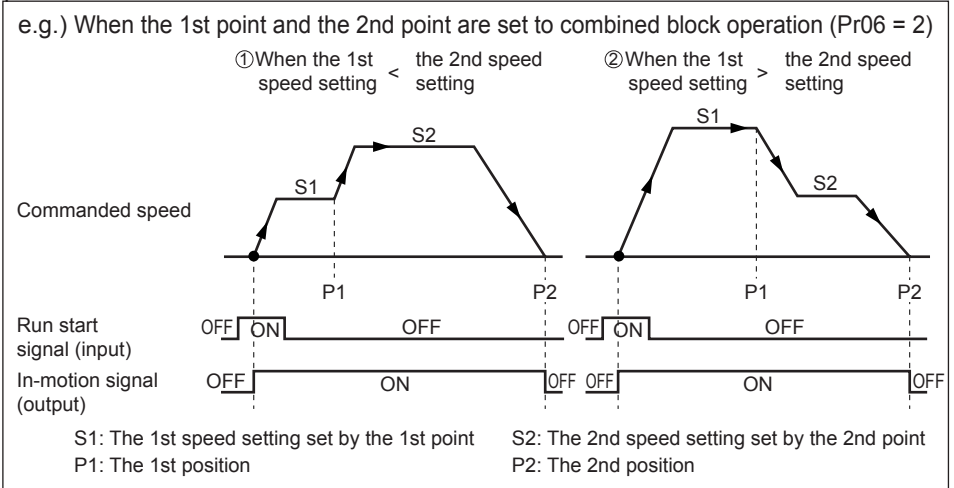 e.g.) When the 1st point and the 2nd point are set to combined block operation (Pr06 = 2)
①When the 1st speed setting < the 2nd speed setting
②When the 1st speed setting > the 2nd speed setting
S1
S2
S1
S2
Commanded speed
P1
P2
P1
P2
Run start
signal (input)
OFF ON OFF
OFF ON OFF
In-motion signal
(output)
OFF ON OFF
OFF ON OFF
S1: The 1st speed setting set by the 1st point
S2: The 2nd speed setting set by the 2nd point
P1: The 1st position
P2: The 2nd position